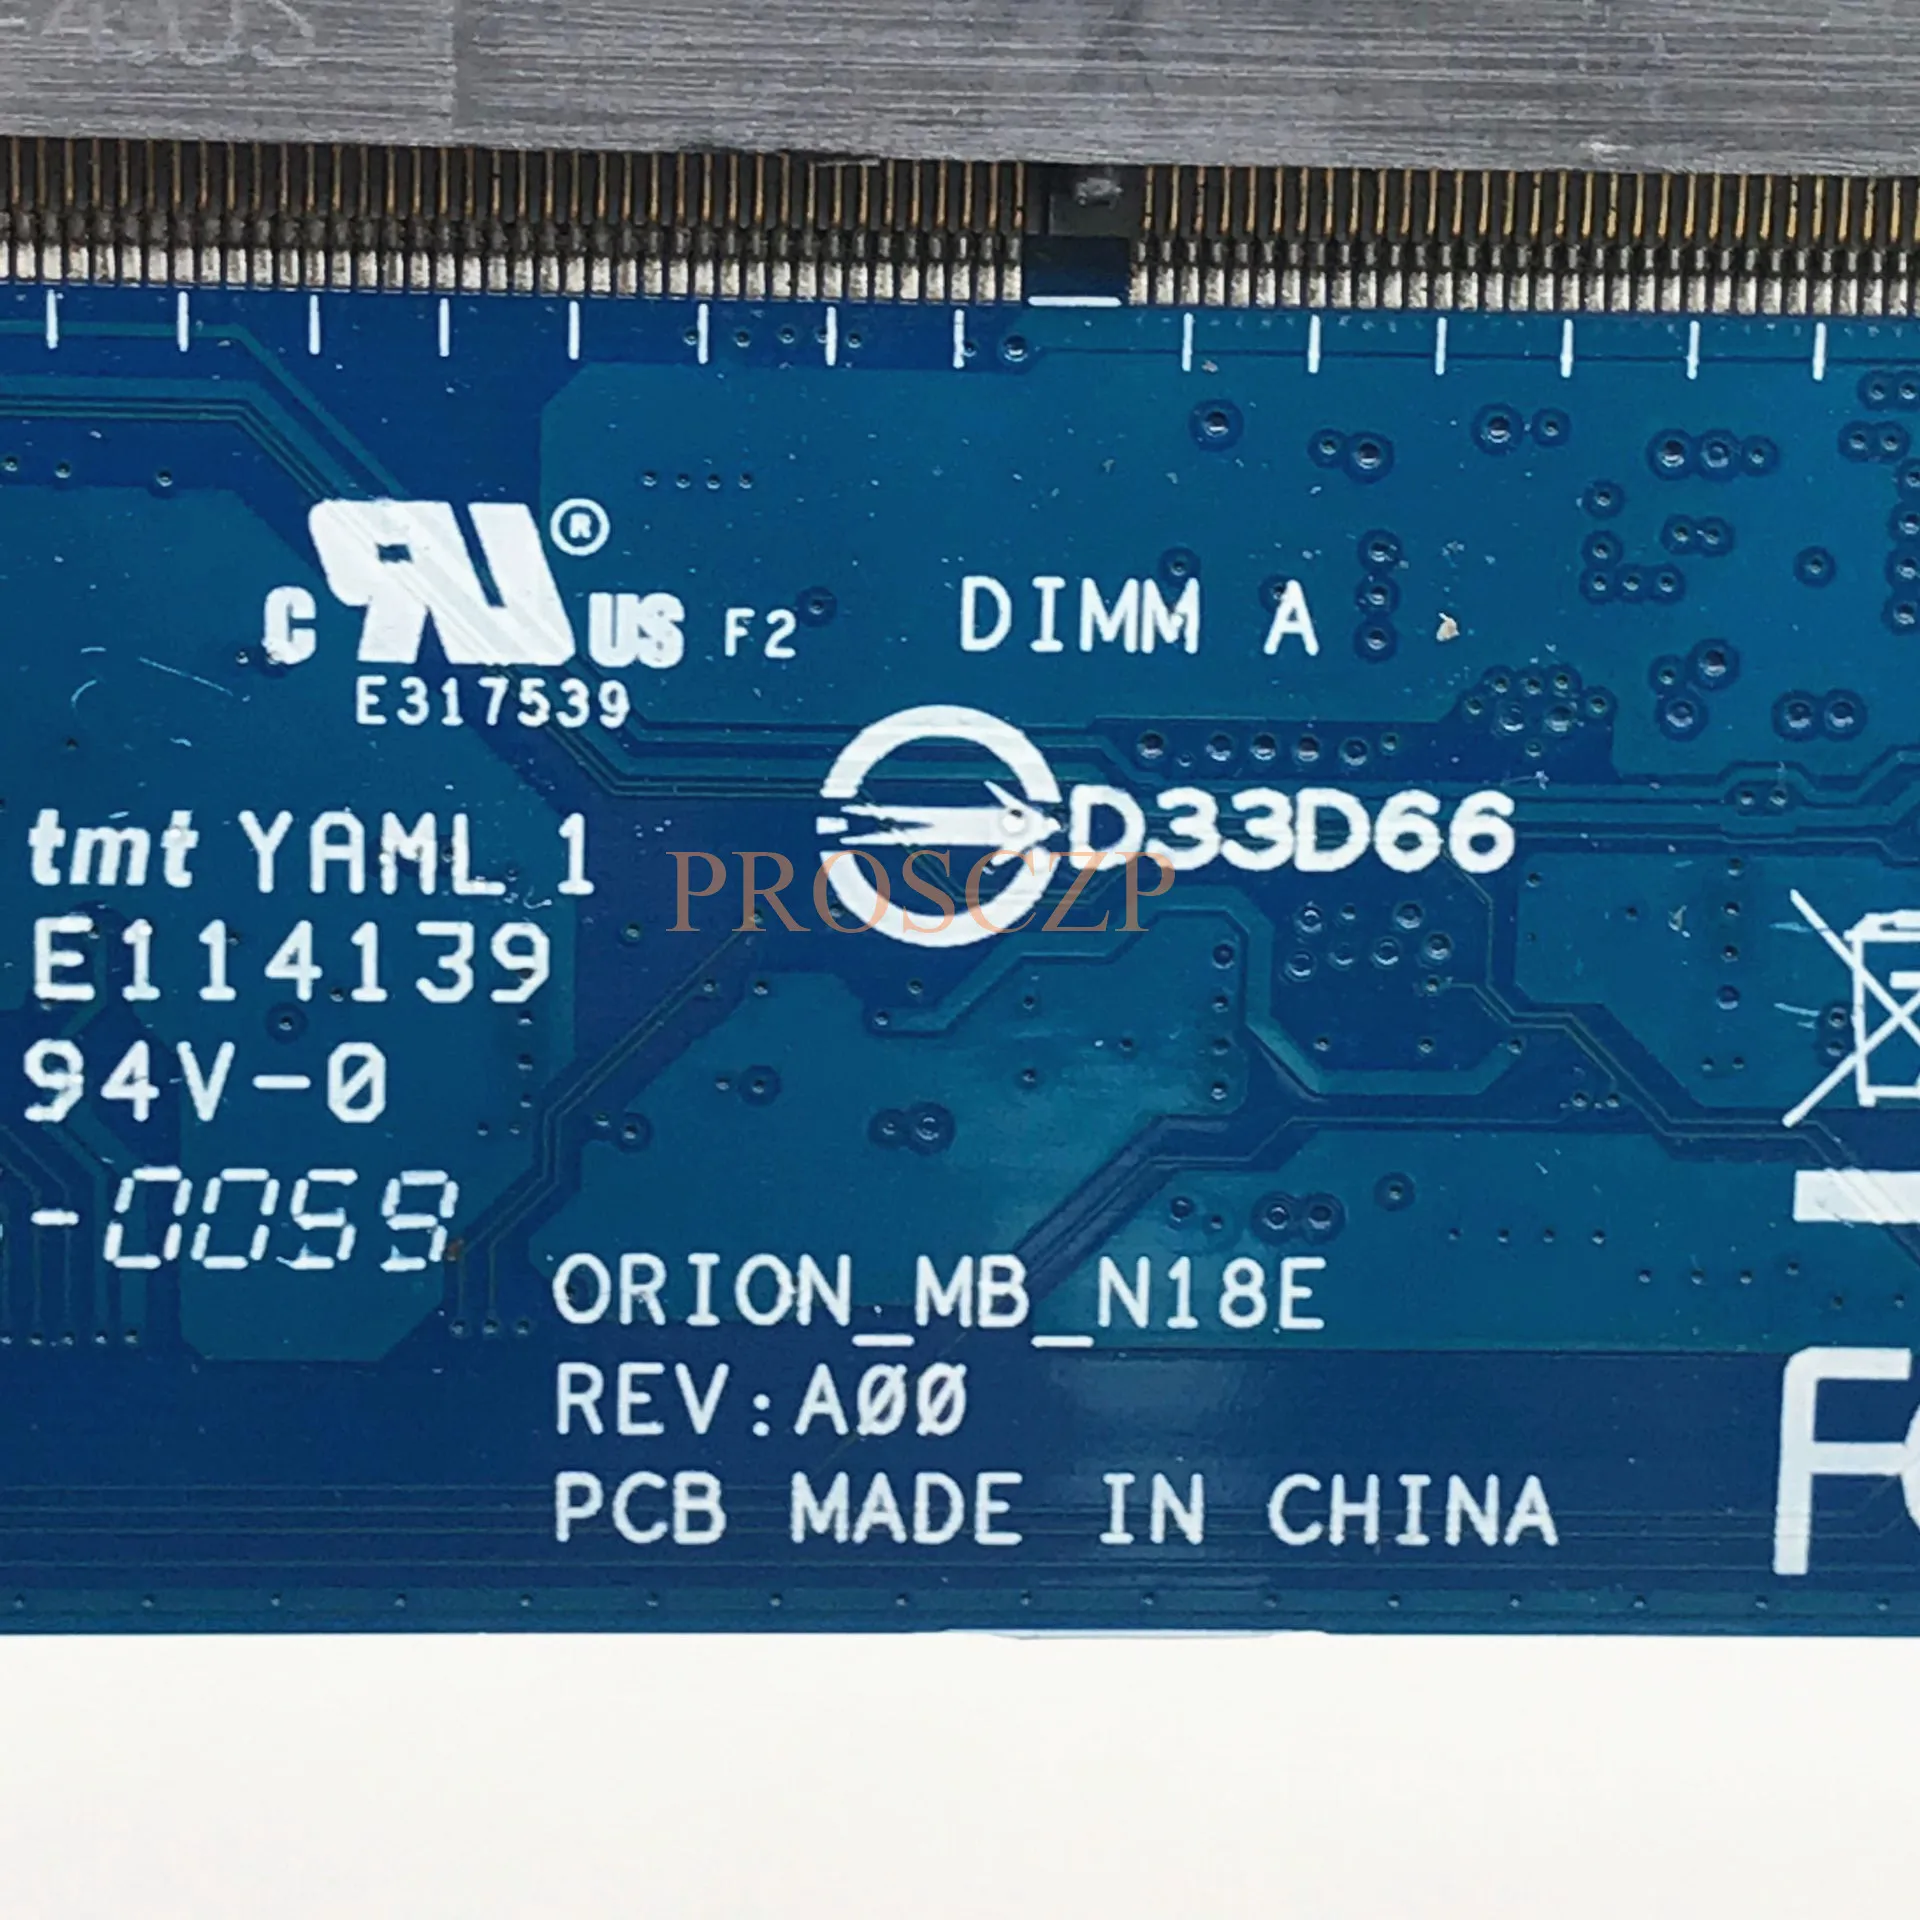 C UR ® US F2
DIMM A
E317539
D33D66
tmt YAML 1
PROSCZP
E114139
94V-0
-0059
ORION_MB_N18E
REV:A00
PCB MADE IN CHINA